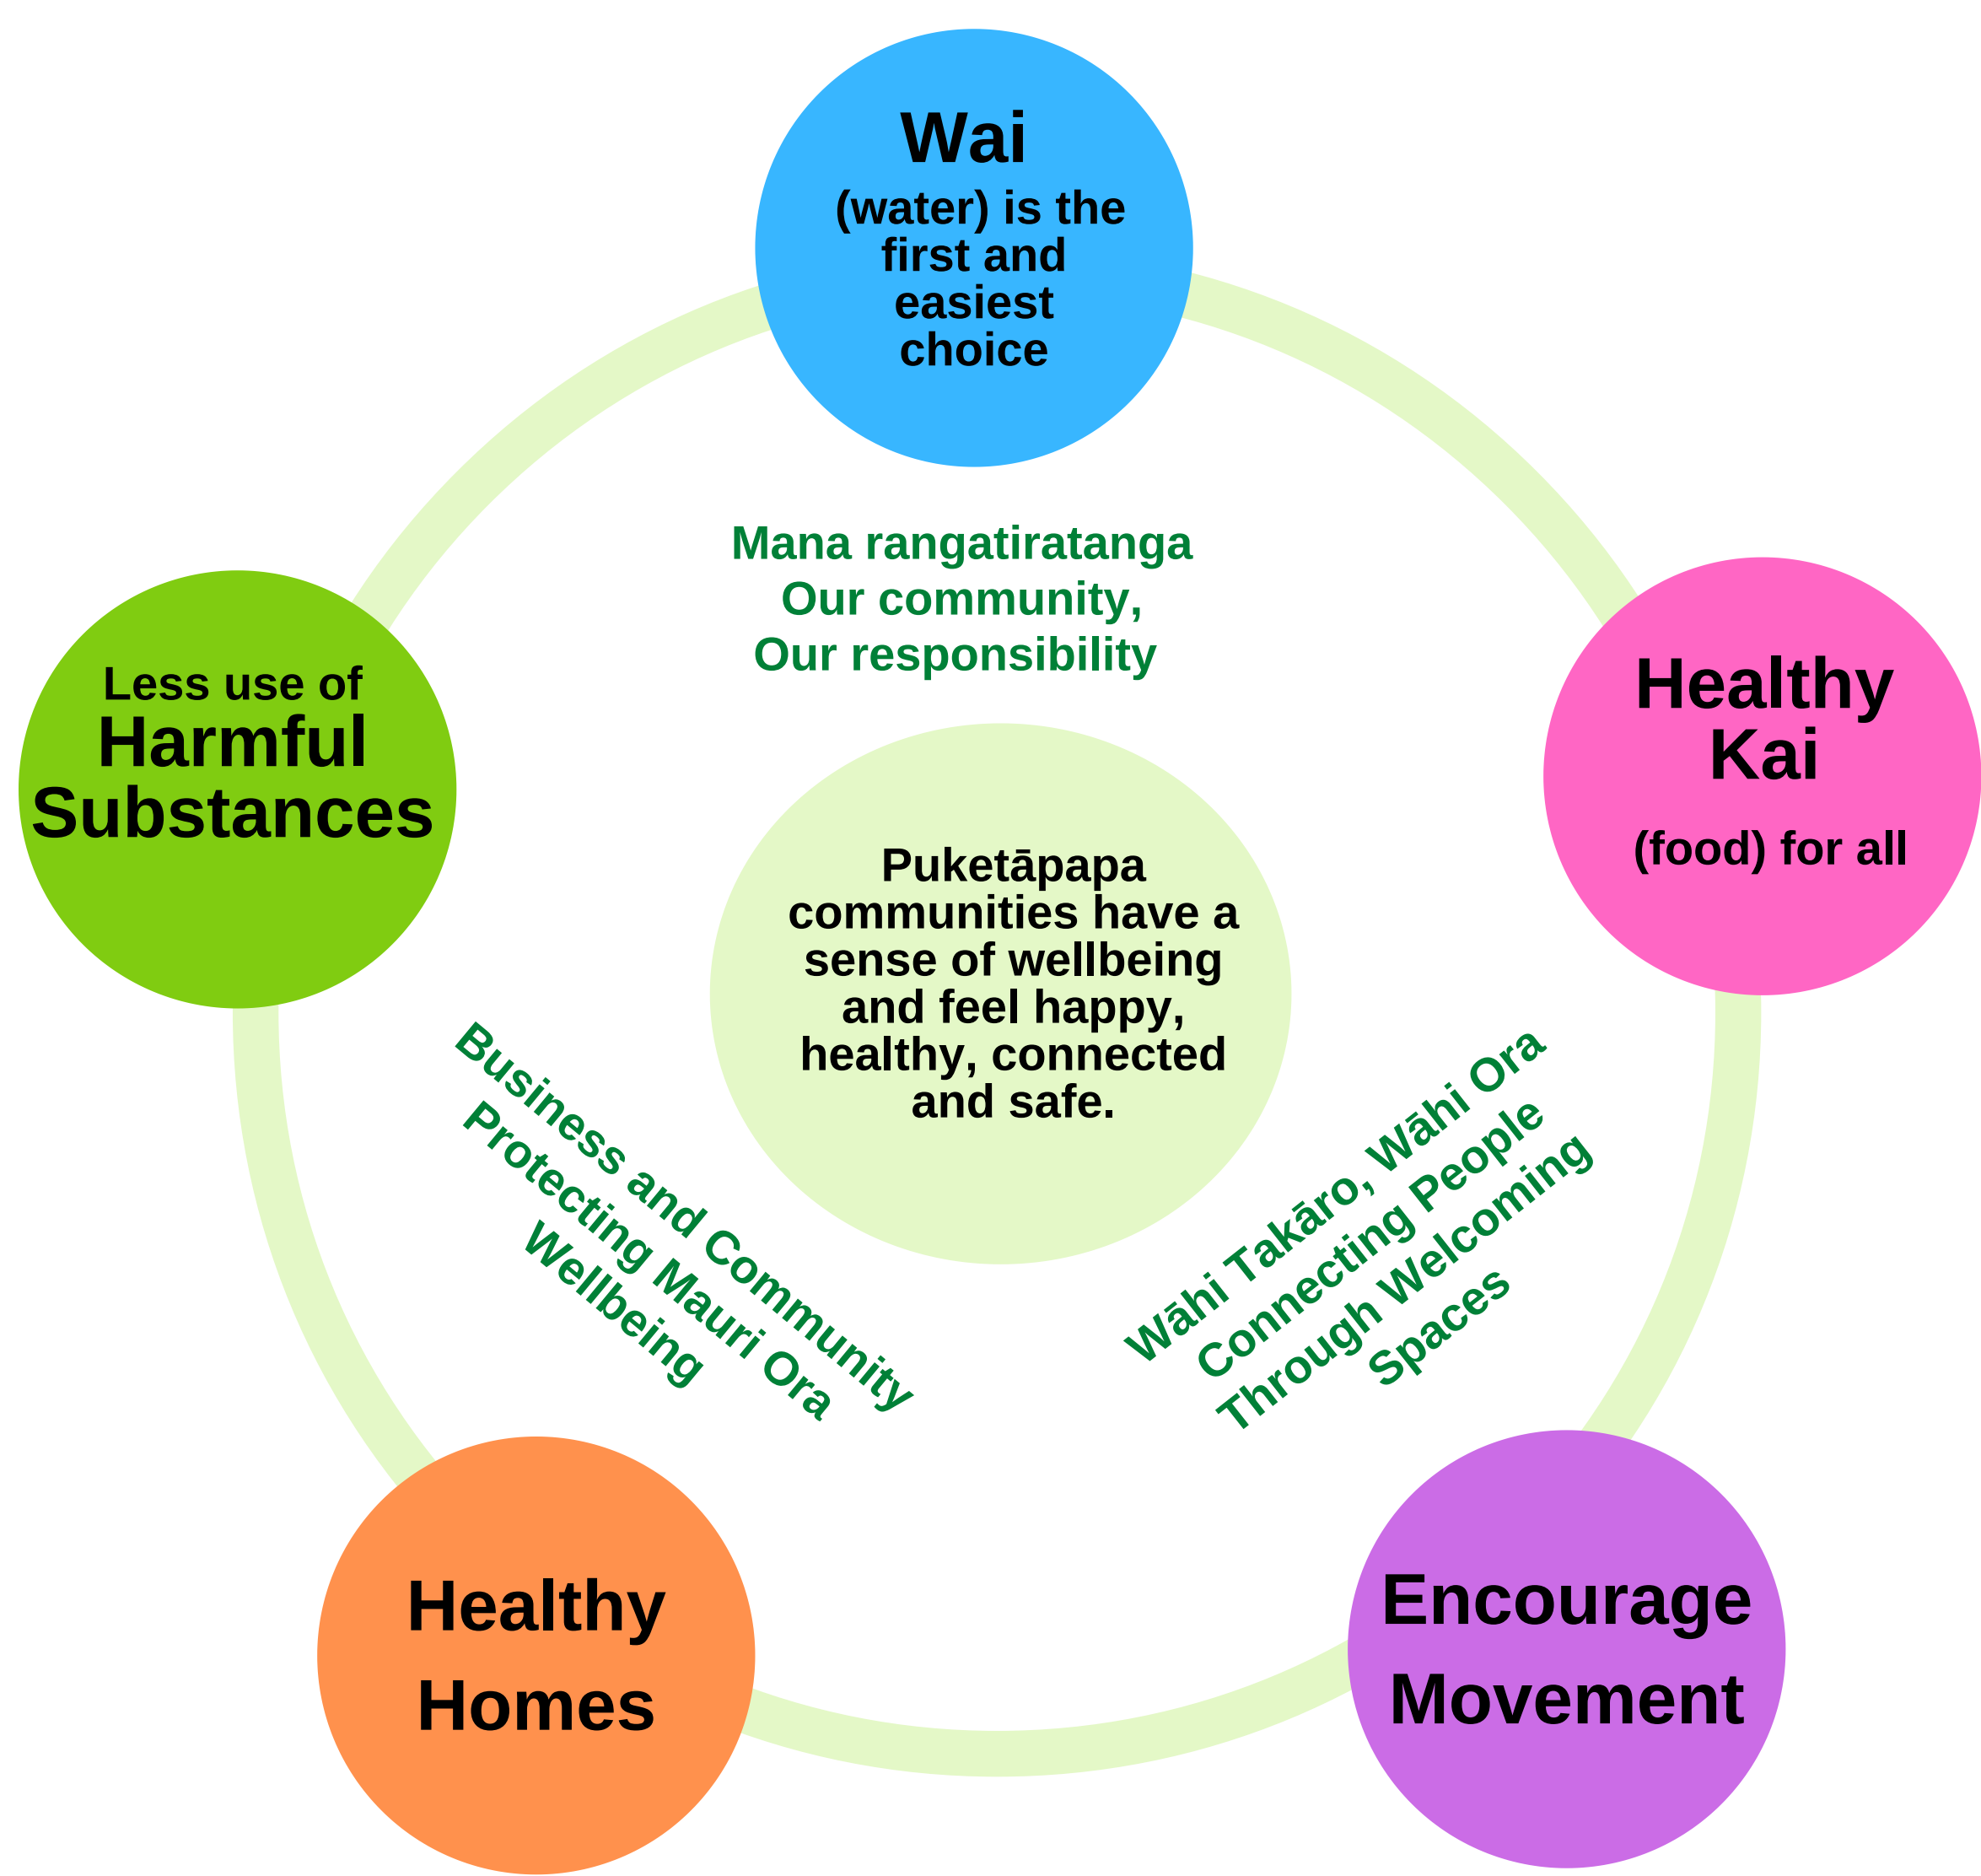 Wai
(water) is the
first and
easiest
choice
Mana rangatiratanga
Our community,
Our responsibility
Less use of
Harmful
Substances
Healthy
Kai
(food) for all
Puketāpapa
communities have a
sense of wellbeing
and feel happy,
healthy, connected
and safe.
Business and Community
Protecting Mauri Ora
Wellbeing
Wāhi Takāro, Wāhi Ora
Connecting People
Through Welcoming
Spaces
Healthy
Homes
Encourage
Movement